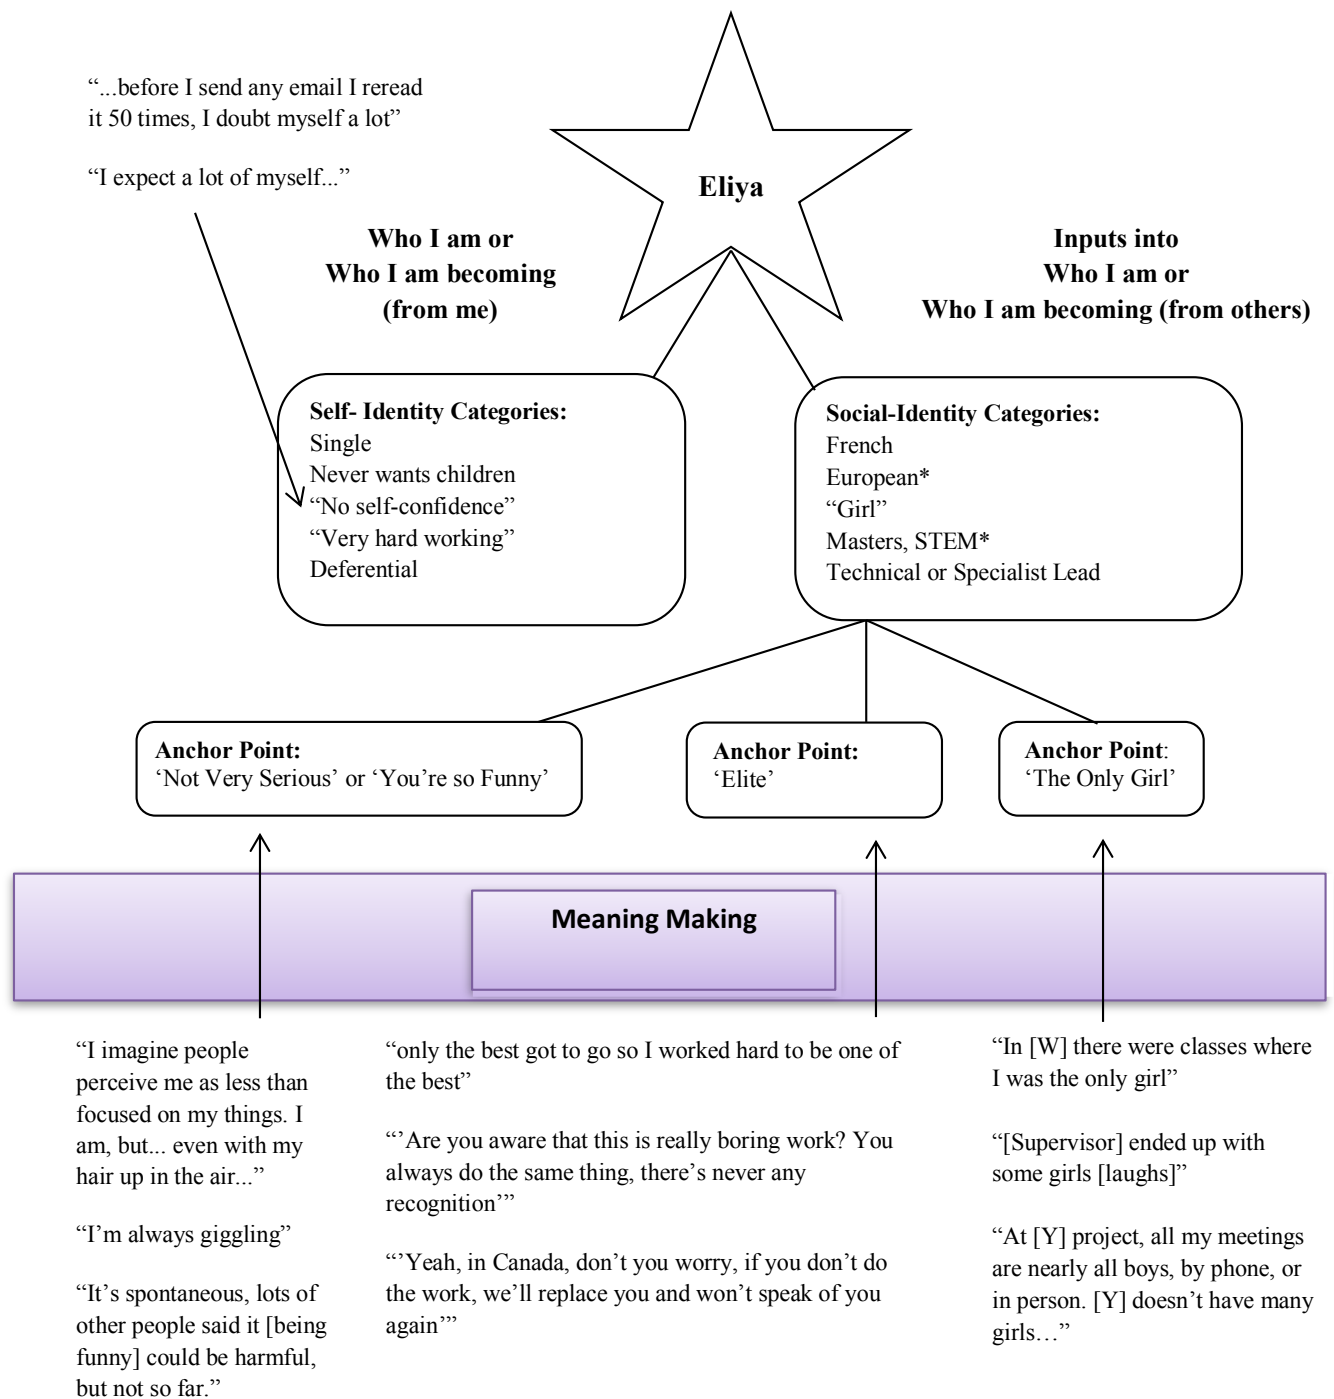 “...before I send any email I reread
it 50 times, I doubt myself a lot”
“I expect a lot of myself...”
Eliya
Who I am or
Who I am becoming
(from me)
Inputs into
Who I am or
Who I am becoming (from others)
Self- Identity Categories:
Single
Never wants children
“No self-confidence”
“Very hard working”
Deferential
Social-Identity Categories:
French
European*
“Girl”
Masters, STEM*
Technical or Specialist Lead
Anchor Point:
‘Not Very Serious’ or ‘You’re so Funny’
Anchor Point:
‘Elite’
Anchor Point:
‘The Only Girl’
Meaning Making
“I imagine people
perceive me as less than
focused on my things. I
am, but... even with my
hair up in the air...”
“I’m always giggling”
“It’s spontaneous, lots of
other people said it [being
funny] could be harmful,
but not so far.”
“only the best got to go so I worked hard to be one of
the best”
“’Are you aware that this is really boring work? You
always do the same thing, there’s never any
recognition’”
“’Yeah, in Canada, don’t you worry, if you don’t do
the work, we’ll replace you and won’t speak of you
again’”
“In [W] there were classes where
I was the only girl”
“[Supervisor] ended up with
some girls [laughs]”
“At [Y] project, all my meetings
are nearly all boys, by phone, or
in person. [Y] doesn’t have many
girls…”